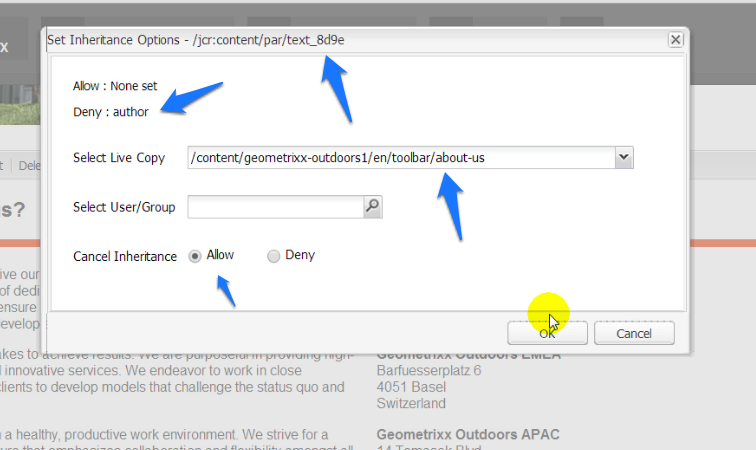 x
Set Inheritance Options - /jcr:content/par/text_8d9e
Allow : None set
Deny : author
Select Live Copy /content/geometrixx-outdoors1/en/toolbar/about-us
t Dele
Select User/Group
s?
Cancel Inheritance Allow Deny
ive our
of dedi
ensure
develop
OK Cancel
akes to achieve results. We are purposeful in providing high-
d innovative services. We endeavor to work in close
clients to develop models that challenge the status quo and
Geometrixx Outdoors EMEA
Barfuesserplatz 6
4051 Basel
Switzerland
n a healthy, productive work environment. We strive for a
Geometrixx Outdoors APAC